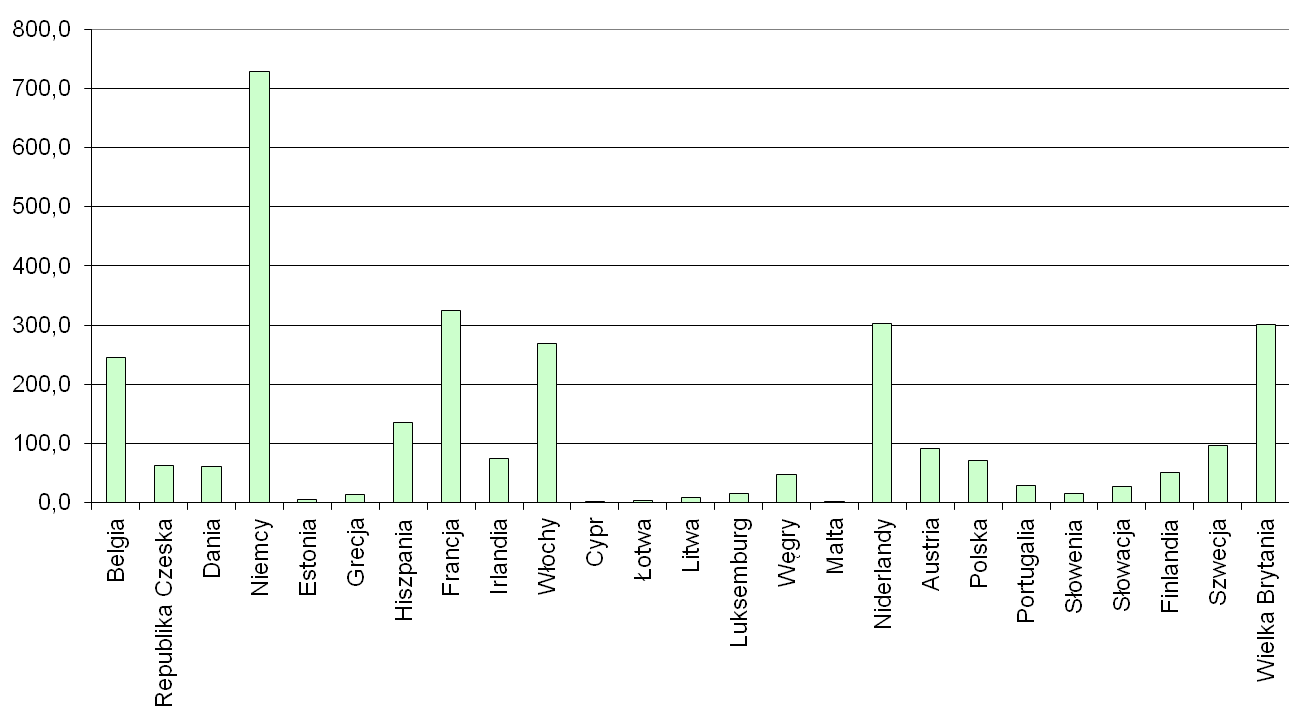 800,0
700,0
600,0
500,0
400,0
300,0
200,0
100,0
0,0
Belgia
Republika Czeska
Dania
Niemcy
Estonia
Grecja
Hiszpania
Francja
Irlandia
Włochy
Cypr
Łotwa
Litwa
Luksemburg
Węgry
Malta
Niderlandy
Austria
Polska
Portugalia
Słowenia
Słowacja
Finlandia
Szwecja
Wielka Brytania